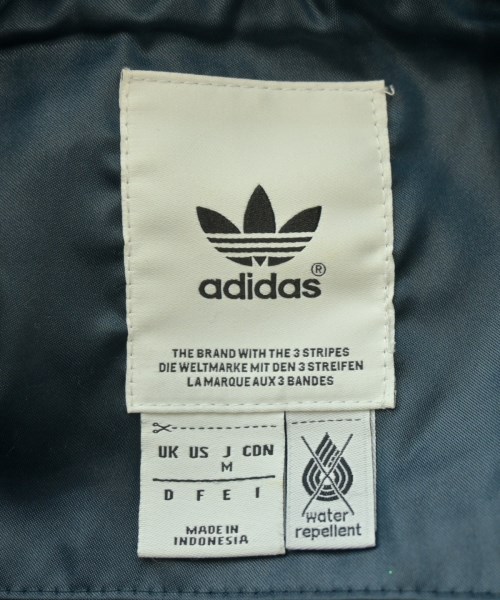 adidas®
THE BRAND WITH THE 3 STRIPES
DIE WELTMARKE MIT DEN 3 STREIFEN
LA MARQUE AUX 3 BANDES
UK US J CDN
M
D F E I
MADE IN
INDONESIA
water
repellent